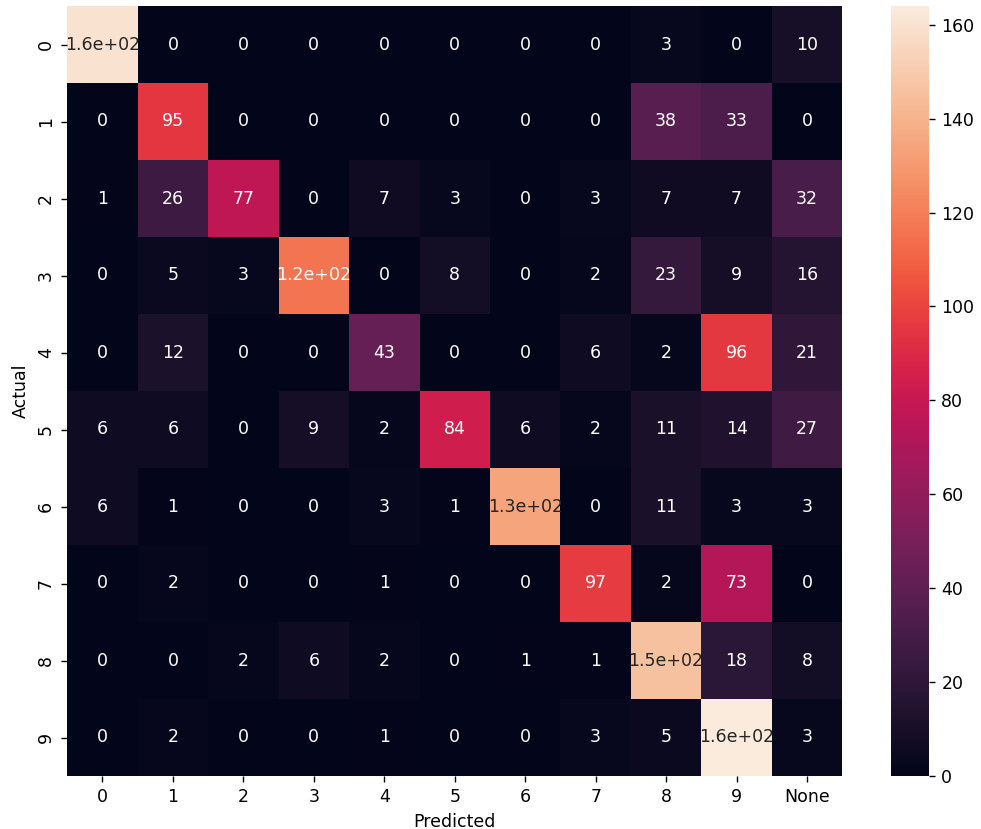 0 1.6e+02 0 0 0 0 0 0 0 3 0 10
1 0 95 0 0 0 0 0 0 38 33 0
2 1 26 77 0 7 3 0 3 7 7 32
3 0 5 3 1.2e+02 0 8 0 2 23 9 16
4 0 12 0 0 43 0 0 6 2 96 21
5 6 6 0 9 2 84 6 2 11 14 27
6 6 1 0 0 3 1 1.3e+02 0 11 3 3
7 0 2 0 0 1 0 0 97 2 73 0
8 0 0 2 6 2 0 1 1 1.5e+02 18 8
9 0 2 0 0 1 0 0 3 5 1.6e+02 3
0 1 2 3 4 5 6 7 8 9 None
Predicted
Actual
160
140
120
100
80
60
40
20
0